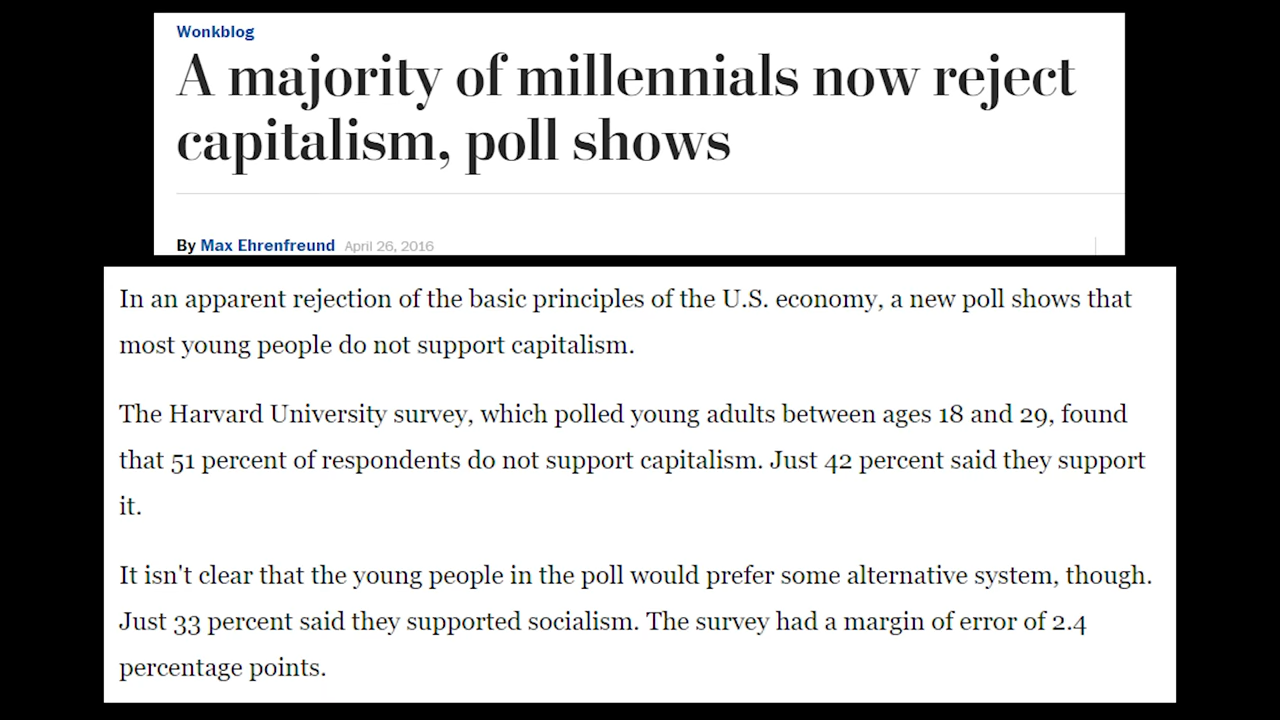 Wonkblog
A majority of millennials now reject
capitalism, poll shows
By Max Ehrenfreund April 26, 2016
In an apparent rejection of the basic principles of the U.S. economy, a new poll shows that
most young people do not support capitalism.
The Harvard University survey, which polled young adults between ages 18 and 29, found
that 51 percent of respondents do not support capitalism. Just 42 percent said they support
it.
It isn't clear that the young people in the poll would prefer some alternative system, though.
Just 33 percent said they supported socialism. The survey had a margin of error of 2.4
percentage points.